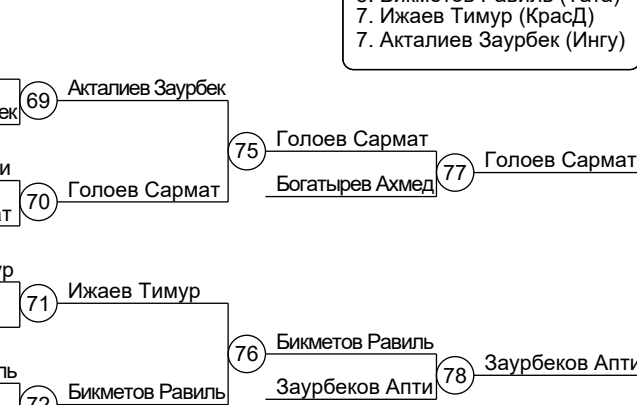 7. Ижаев Тимур (КрасД)
7. Акталиев Заурбек (Ингу)
69 Акталиев Заурбек
75 Голоев Сармат
77 Голоев Сармат
Богатырев Ахмед
70 Голоев Сармат
71 Ижаев Тимур
76 Бикметов Равиль
78 Заурбеков Апти
Заурбеков Апти
72 Бикметов Равиль